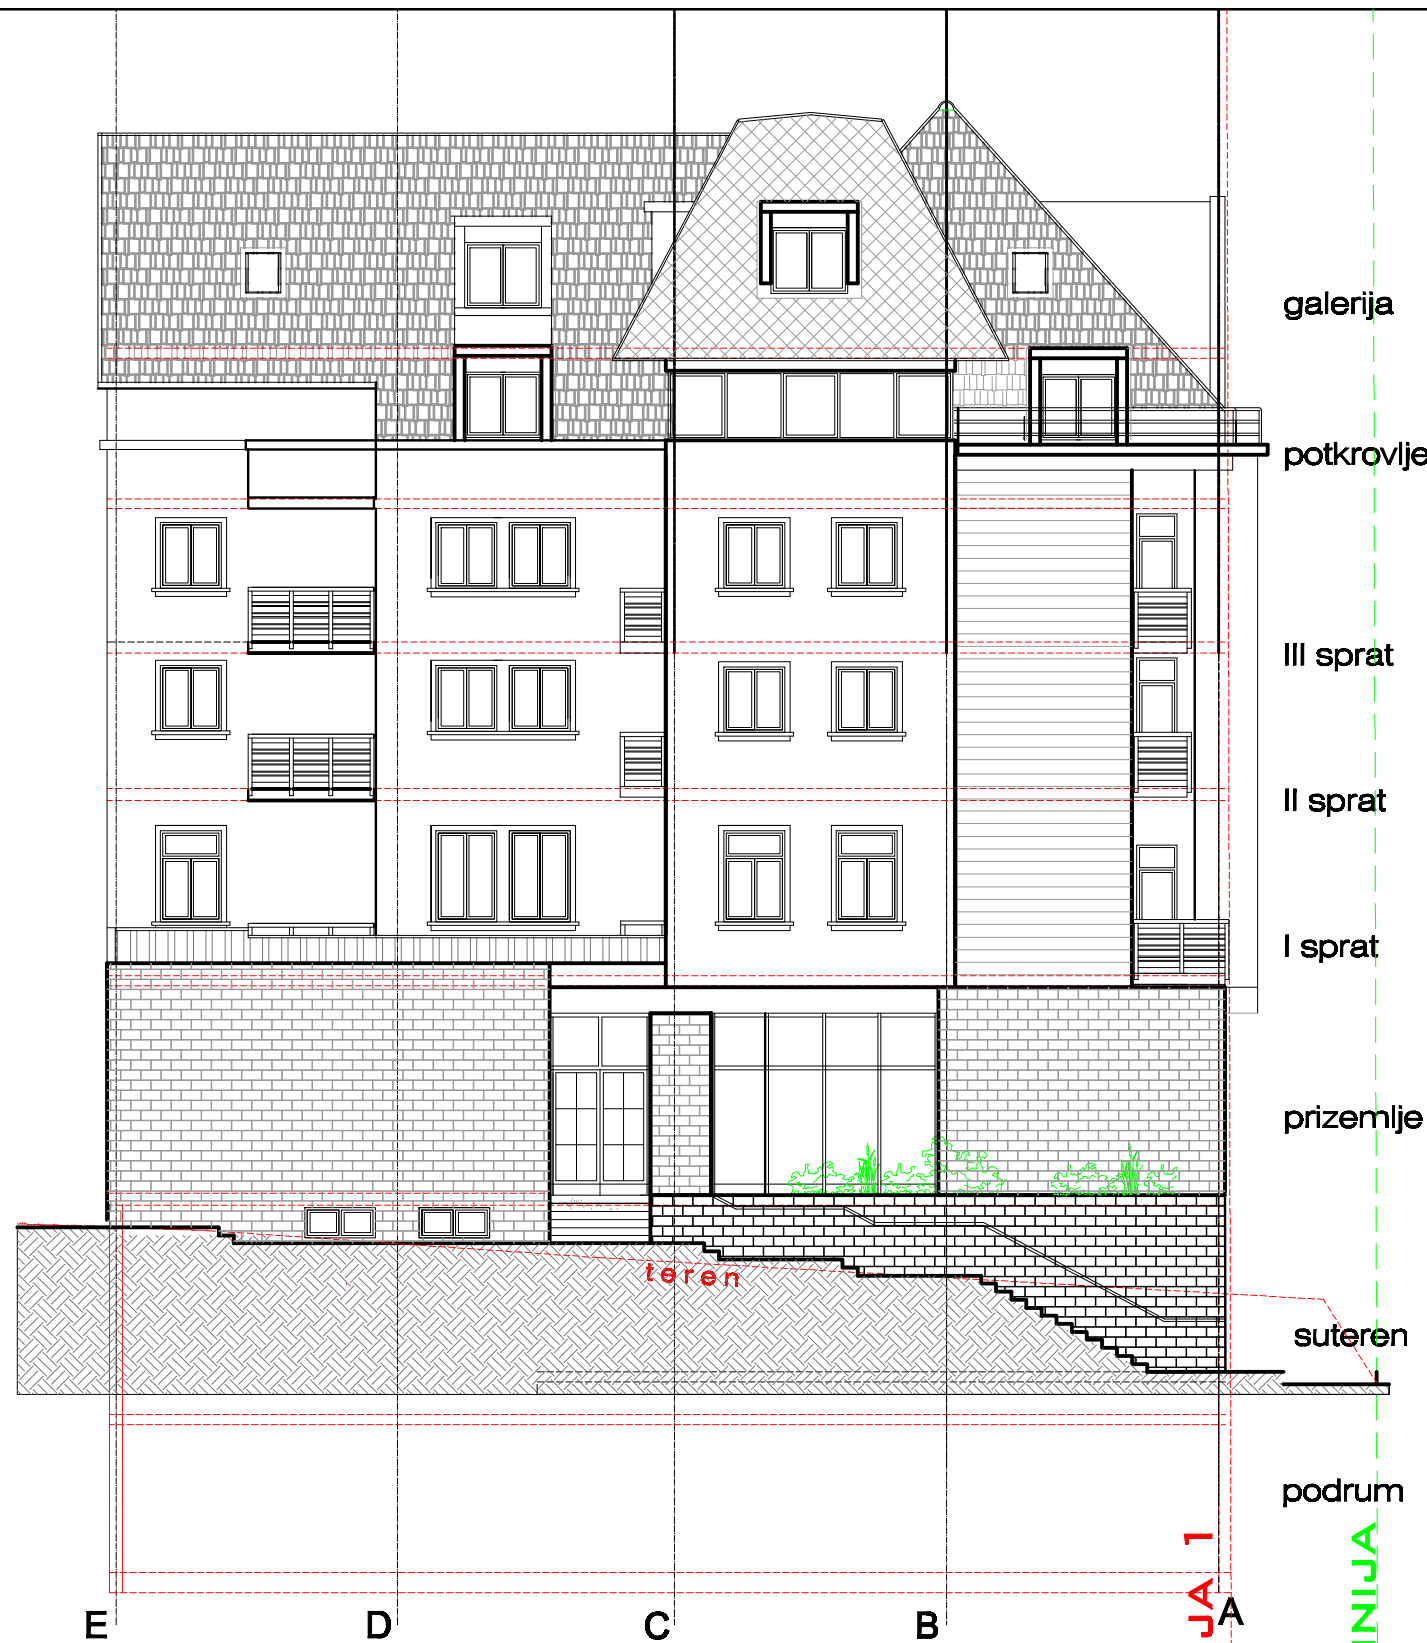 galerija
potkrovlje
III sprat
II sprat
I sprat
prizemlje
teren
suteren
podrum
JA 1
NIJA
E
D
C
B
A